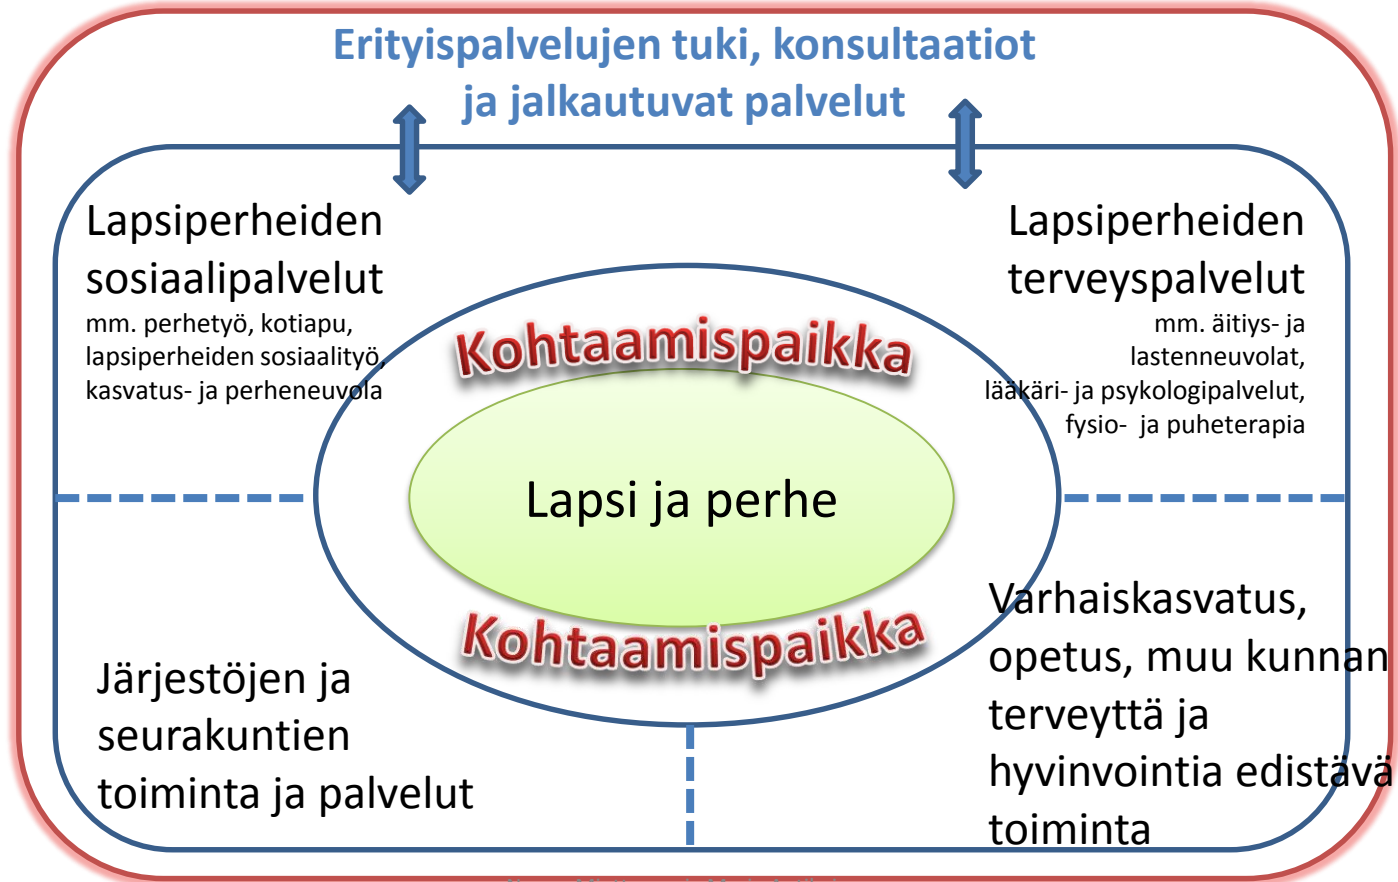 Erityispalvelujen tuki, konsultaatiot
ja jalkautuvat palvelut
Lapsiperheiden
sosiaalipalvelut
mm. perhetyö, kotiapu,
lapsiperheiden sosiaalityö,
kasvatus- ja perheneuvola
Lapsiperheiden
terveyspalvelut
mm. äitiys- ja
lastenneuvolat,
lääkäri- ja psykologipalvelut,
fysio- ja puheterapia
Kohtaamispaikka
Lapsi ja perhe
Kohtaamispaikka
Järjestöjen ja
seurakuntien
toiminta ja palvelut
Varhaiskasvatus,
opetus, muu kunnan
terveyttä ja
hyvinvointia edistävä
toiminta